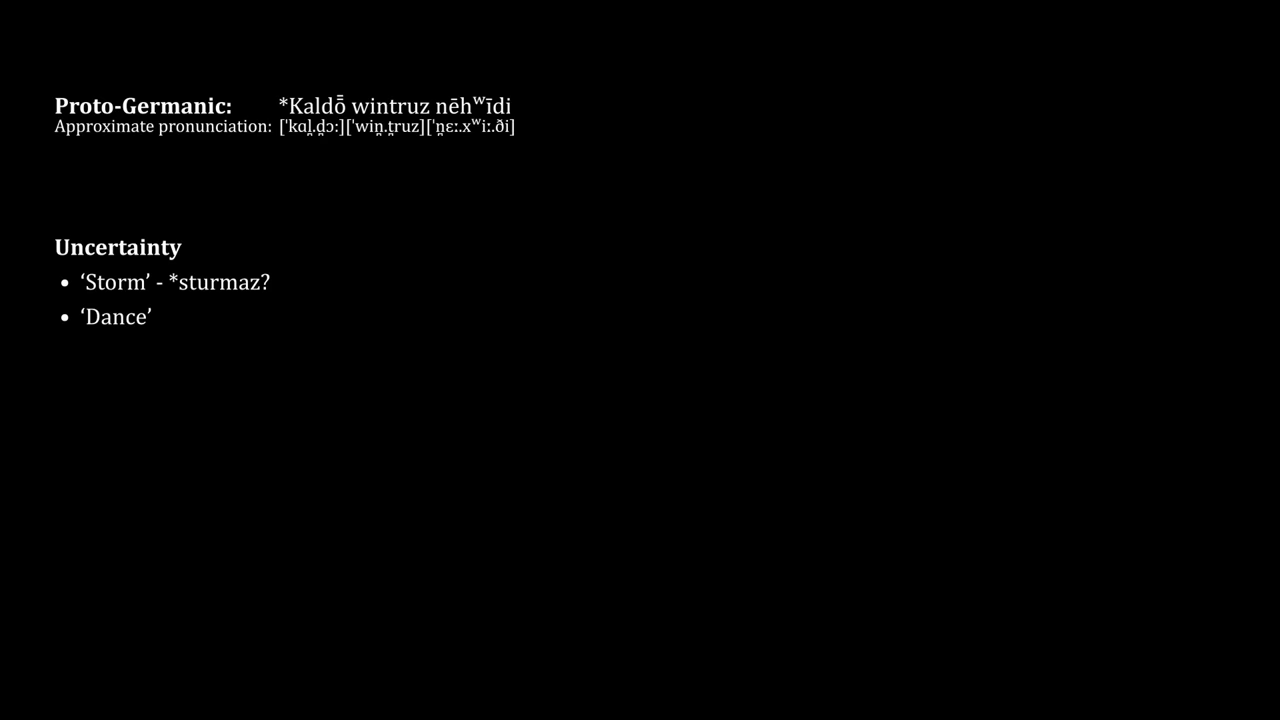 Proto-Germanic: *Kaldō̄ wintruz nēhʷīdi
Approximate pronunciation: [ˈkɑl̪.d̪ɔː][ˈwin̪.t̪ruz][ˈn̪ɛː.xʷiː.ði]
Uncertainty
• ‘Storm’ - *sturmaz?
• ‘Dance’